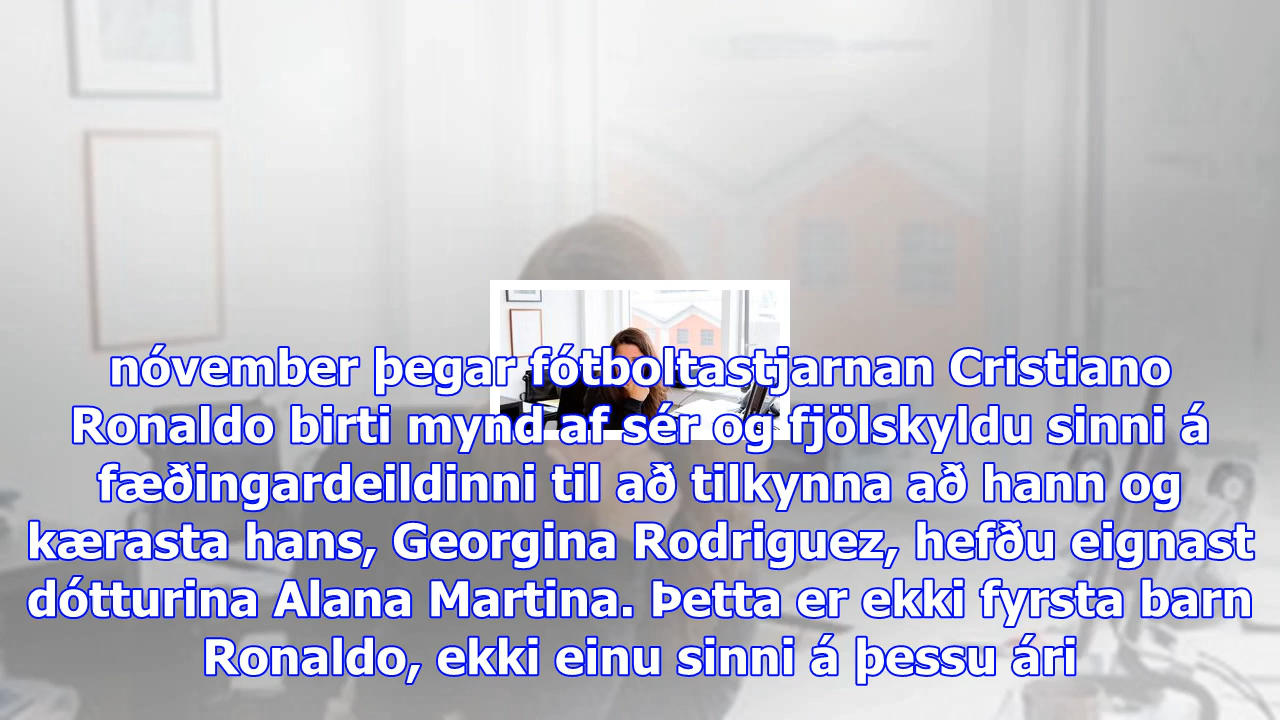 nóvember þegar fótboltastjarnan Cristiano
Ronaldo birti mynd af sér og fjölskyldu sinni á
fæðingardeildinni til að tilkynna að hann og
kærasta hans, Georgina Rodriguez, hefðu eignast
dótturina Alana Martina. Þetta er ekki fyrsta barn
Ronaldo, ekki einu sinni á þessu ári